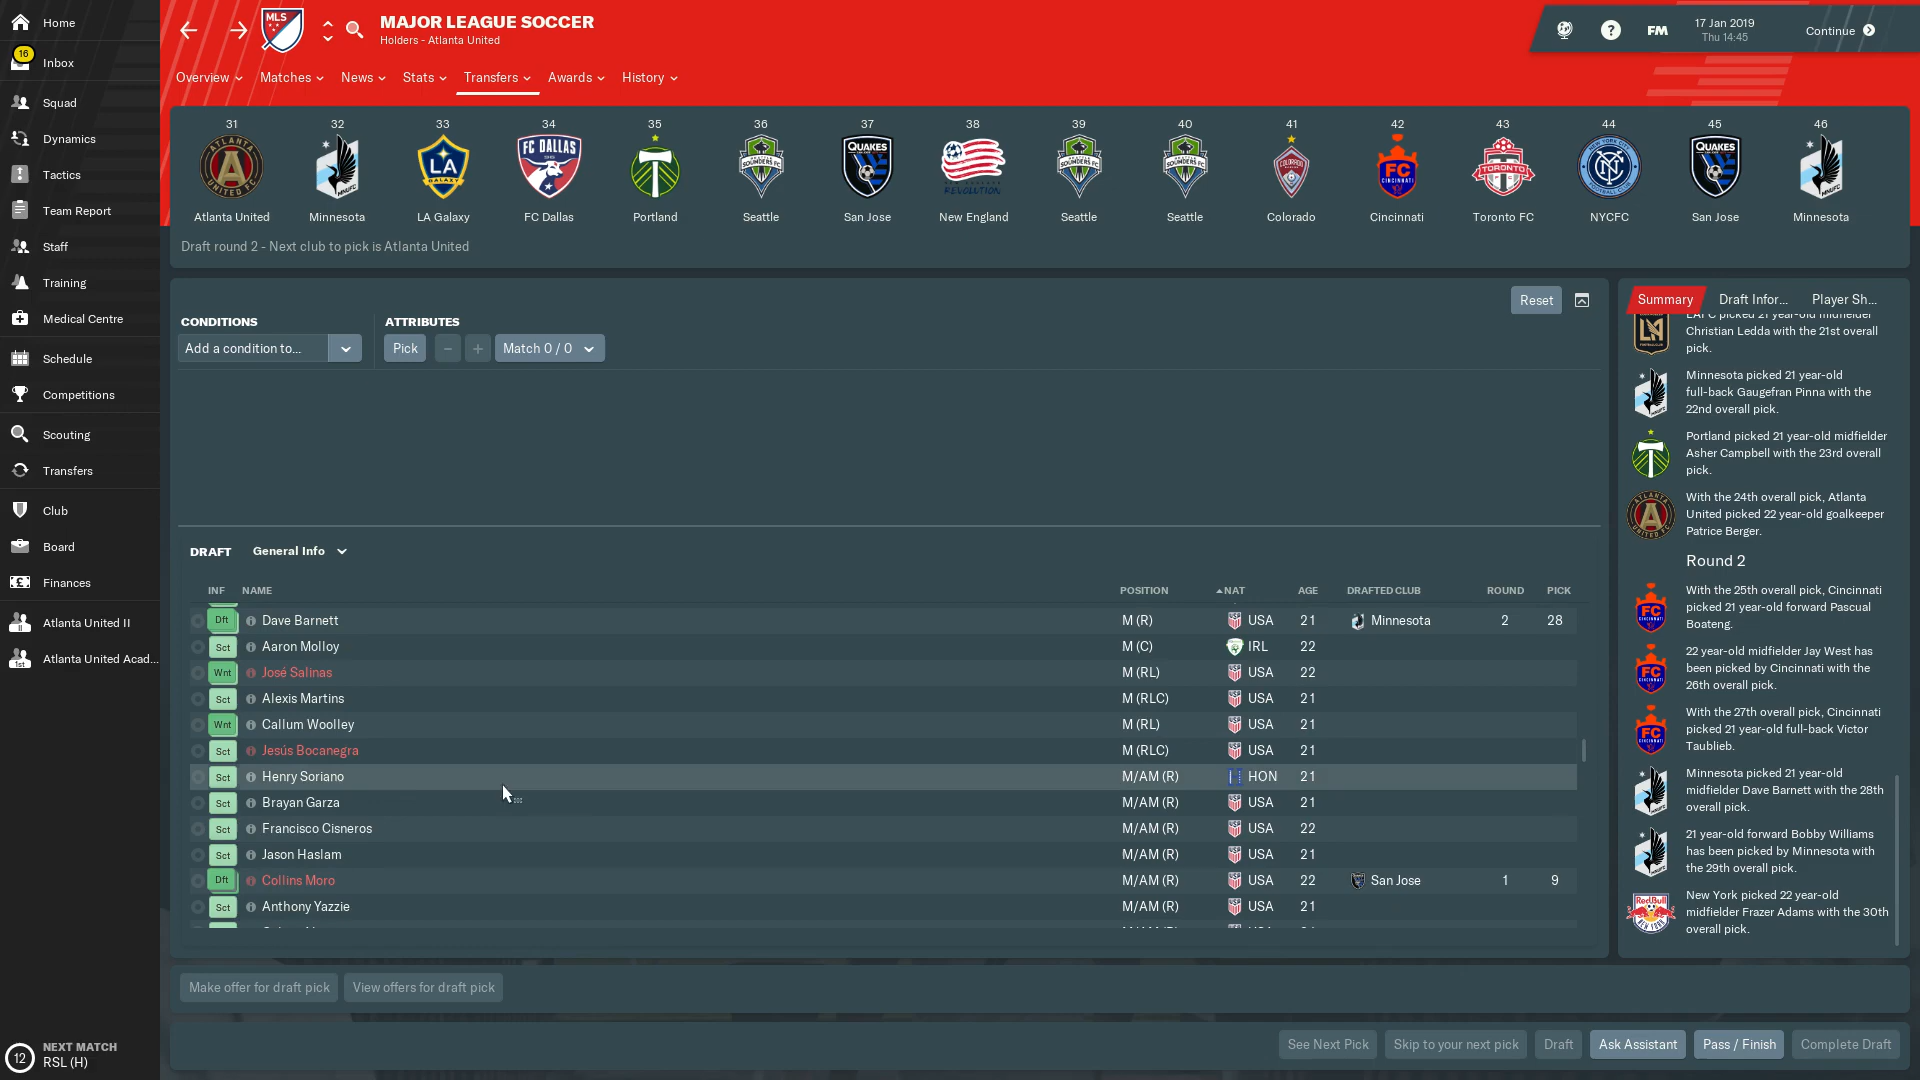 Home
16
Inbox
Squad
Dynamics
Tactics
Team Report
Staff
Training
Medical Centre
Schedule
Competitions
Scouting
Transfers
Club
Board
Finances
Atlanta United II
1st
Atlanta United Acad...
12
NEXT MATCH
RSL (H)
MLS
MAJOR LEAGUE SOCCER
Holders - Atlanta United
?
FM
17 Jan 2019
Thu 14:45
Continue
Overview
Matches
News
Stats
Transfers
Awards
History
31 32 33 34 35 36 37 38 39 40 41 42 43 44 45 46
Atlanta United Minnesota LA Galaxy FC Dallas Portland Seattle San Jose New England Seattle Seattle Colorado Cincinnati Toronto FC NYCFC San Jose Minnesota
Draft round 2 - Next club to pick is Atlanta United
Reset
CONDITIONS
Add a condition to...
ATTRIBUTES
Pick - + Match 0 / 0
DRAFT General Info
INF NAME POSITION NAT AGE DRAFTED CLUB ROUND PICK
Dft Dave Barnett M (R) USA 21 Minnesota 2 28
Sct Aaron Molloy M (C) IRL 22
Wnt José Salinas M (RL) USA 22
Sct Alexis Martins M (RLC) USA 21
Wnt Callum Woolley M (RL) USA 21
Sct Jesús Bocanegra M (RLC) USA 21
Sct Henry Soriano M/AM (R) HON 21
Sct Brayan Garza M/AM (R) USA 21
Sct Francisco Cisneros M/AM (R) USA 22
Sct Jason Haslam M/AM (R) USA 21
Dft Collins Moro M/AM (R) USA 22 San Jose 1 9
Sct Anthony Yazzie M/AM (R) USA 21
Summary Draft Infor... Player Sh...
LAFC picked 21 year-old midfielder
Christian Ledda with the 21st overall
pick.
Minnesota picked 21 year-old
full-back Gaugefran Pinna with the
22nd overall pick.
Portland picked 21 year-old midfielder
Asher Campbell with the 23rd overall
pick.
With the 24th overall pick, Atlanta
United picked 22 year-old goalkeeper
Patrice Berger.
Round 2
With the 25th overall pick, Cincinnati
picked 21 year-old forward Pascual
Boateng.
22 year-old midfielder Jay West has
been picked by Cincinnati with the
26th overall pick.
With the 27th overall pick, Cincinnati
picked 21 year-old full-back Victor
Taublieb.
Minnesota picked 21 year-old
midfielder Dave Barnett with the 28th
overall pick.
21 year-old forward Bobby Williams
has been picked by Minnesota with
the 29th overall pick.
New York picked 22 year-old
midfielder Frazer Adams with the 30th
overall pick.
Make offer for draft pick
View offers for draft pick
See Next Pick
Skip to your next pick
Draft
Ask Assistant
Pass / Finish
Complete Draft